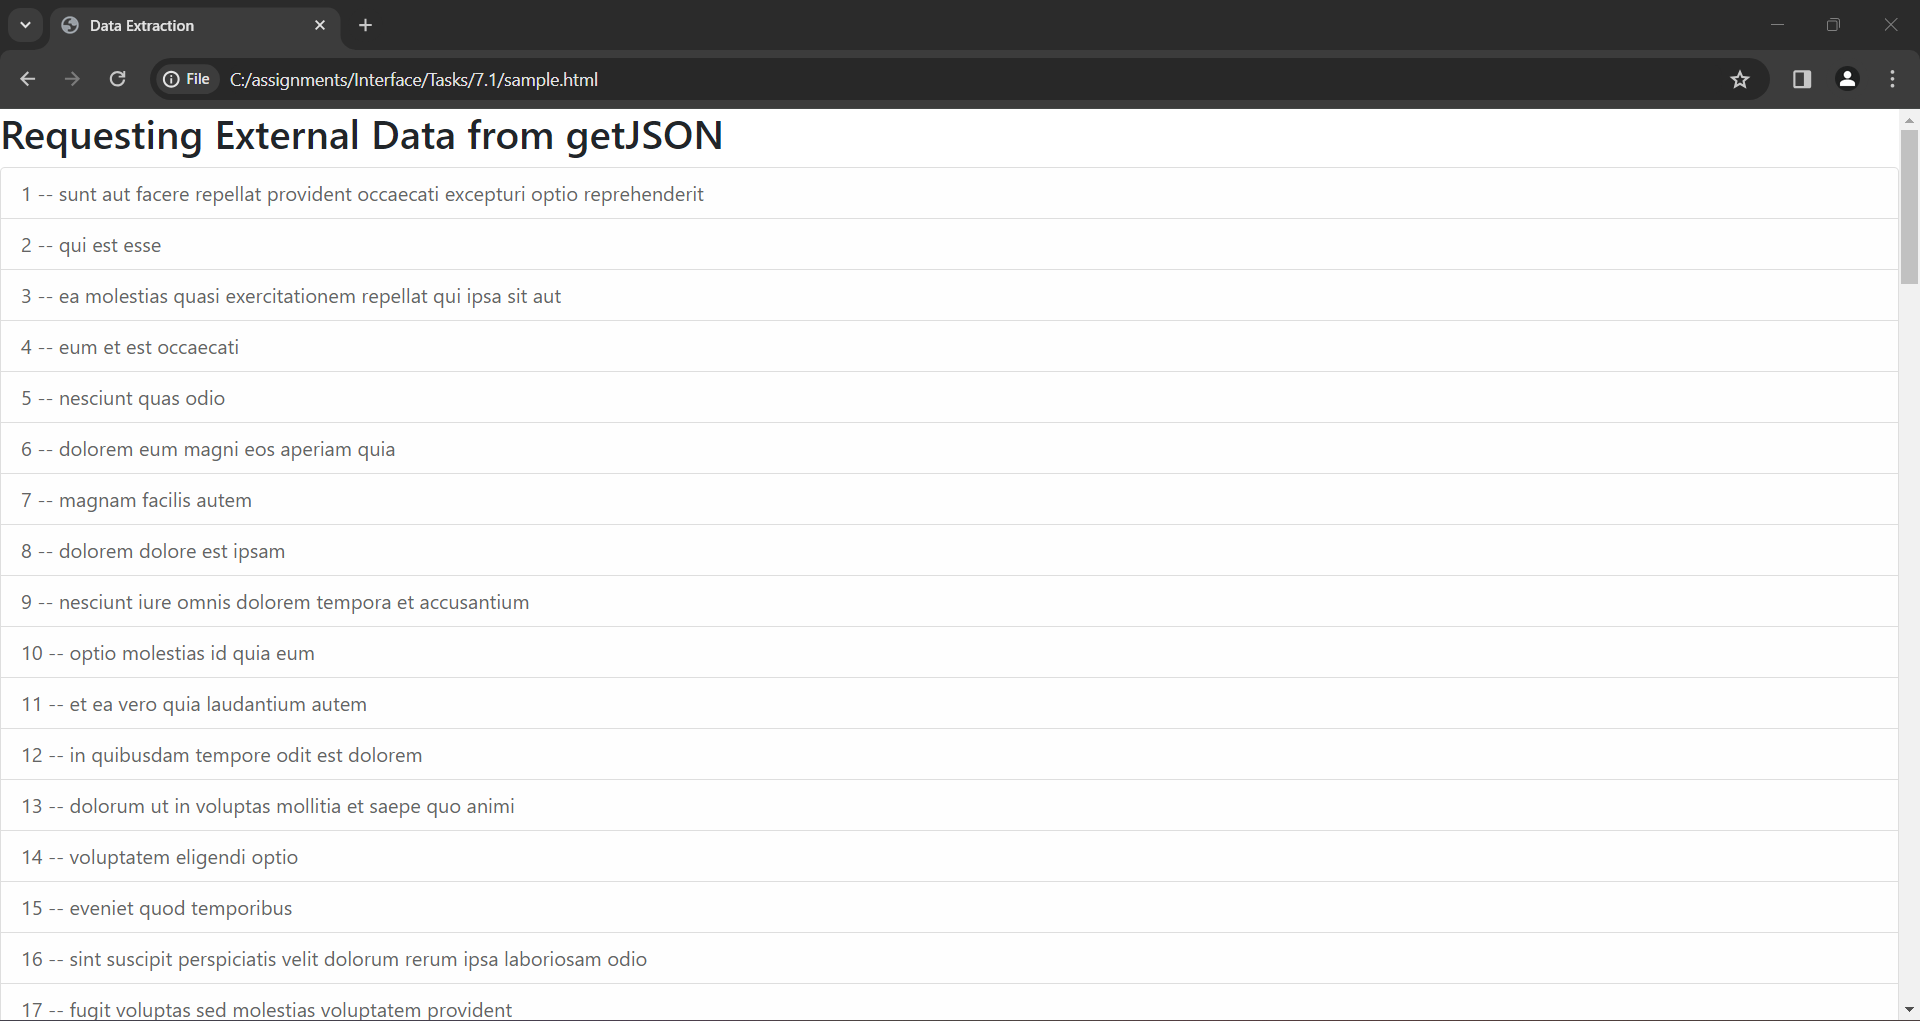 Data Extraction
File C:/assignments/Interface/Tasks/7.1/sample.html
Requesting External Data from getJSON
1 -- sunt aut facere repellat provident occaecati excepturi optio reprehenderit
2 -- qui est esse
3 -- ea molestias quasi exercitationem repellat qui ipsa sit aut
4 -- eum et est occaecati
5 -- nesciunt quas odio
6 -- dolorem eum magni eos aperiam quia
7 -- magnam facilis autem
8 -- dolorem dolore est ipsam
9 -- nesciunt iure omnis dolorem tempora et accusantium
10 -- optio molestias id quia eum
11 -- et ea vero quia laudantium autem
12 -- in quibusdam tempore odit est dolorem
13 -- dolorum ut in voluptas mollitia et saepe quo animi
14 -- voluptatem eligendi optio
15 -- eveniet quod temporibus
16 -- sint suscipit perspiciatis velit dolorum rerum ipsa laboriosam odio
17 -- fugit voluptas sed molestias voluptatem provident